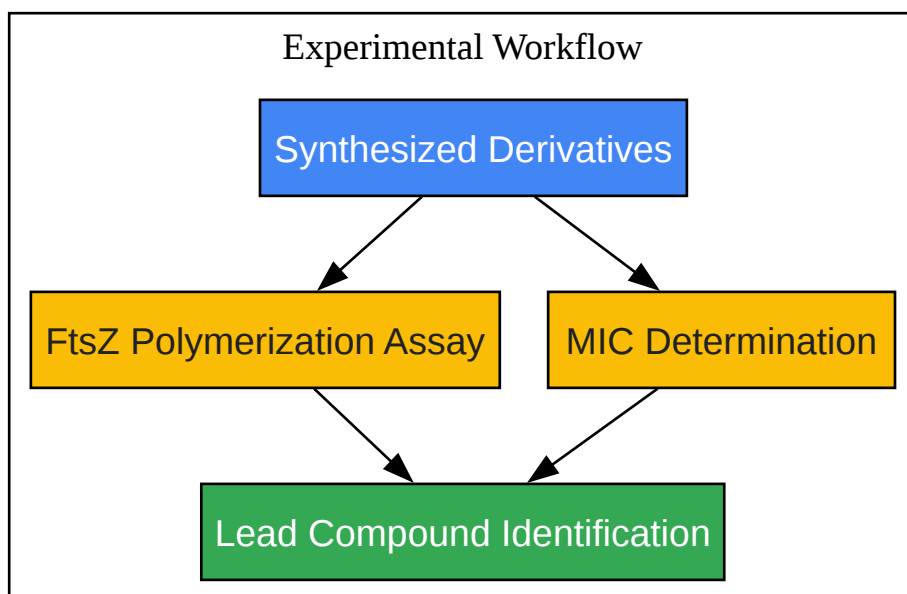 Experimental Workflow
Synthesized Derivatives
FtsZ Polymerization Assay
MIC Determination
Lead Compound Identification